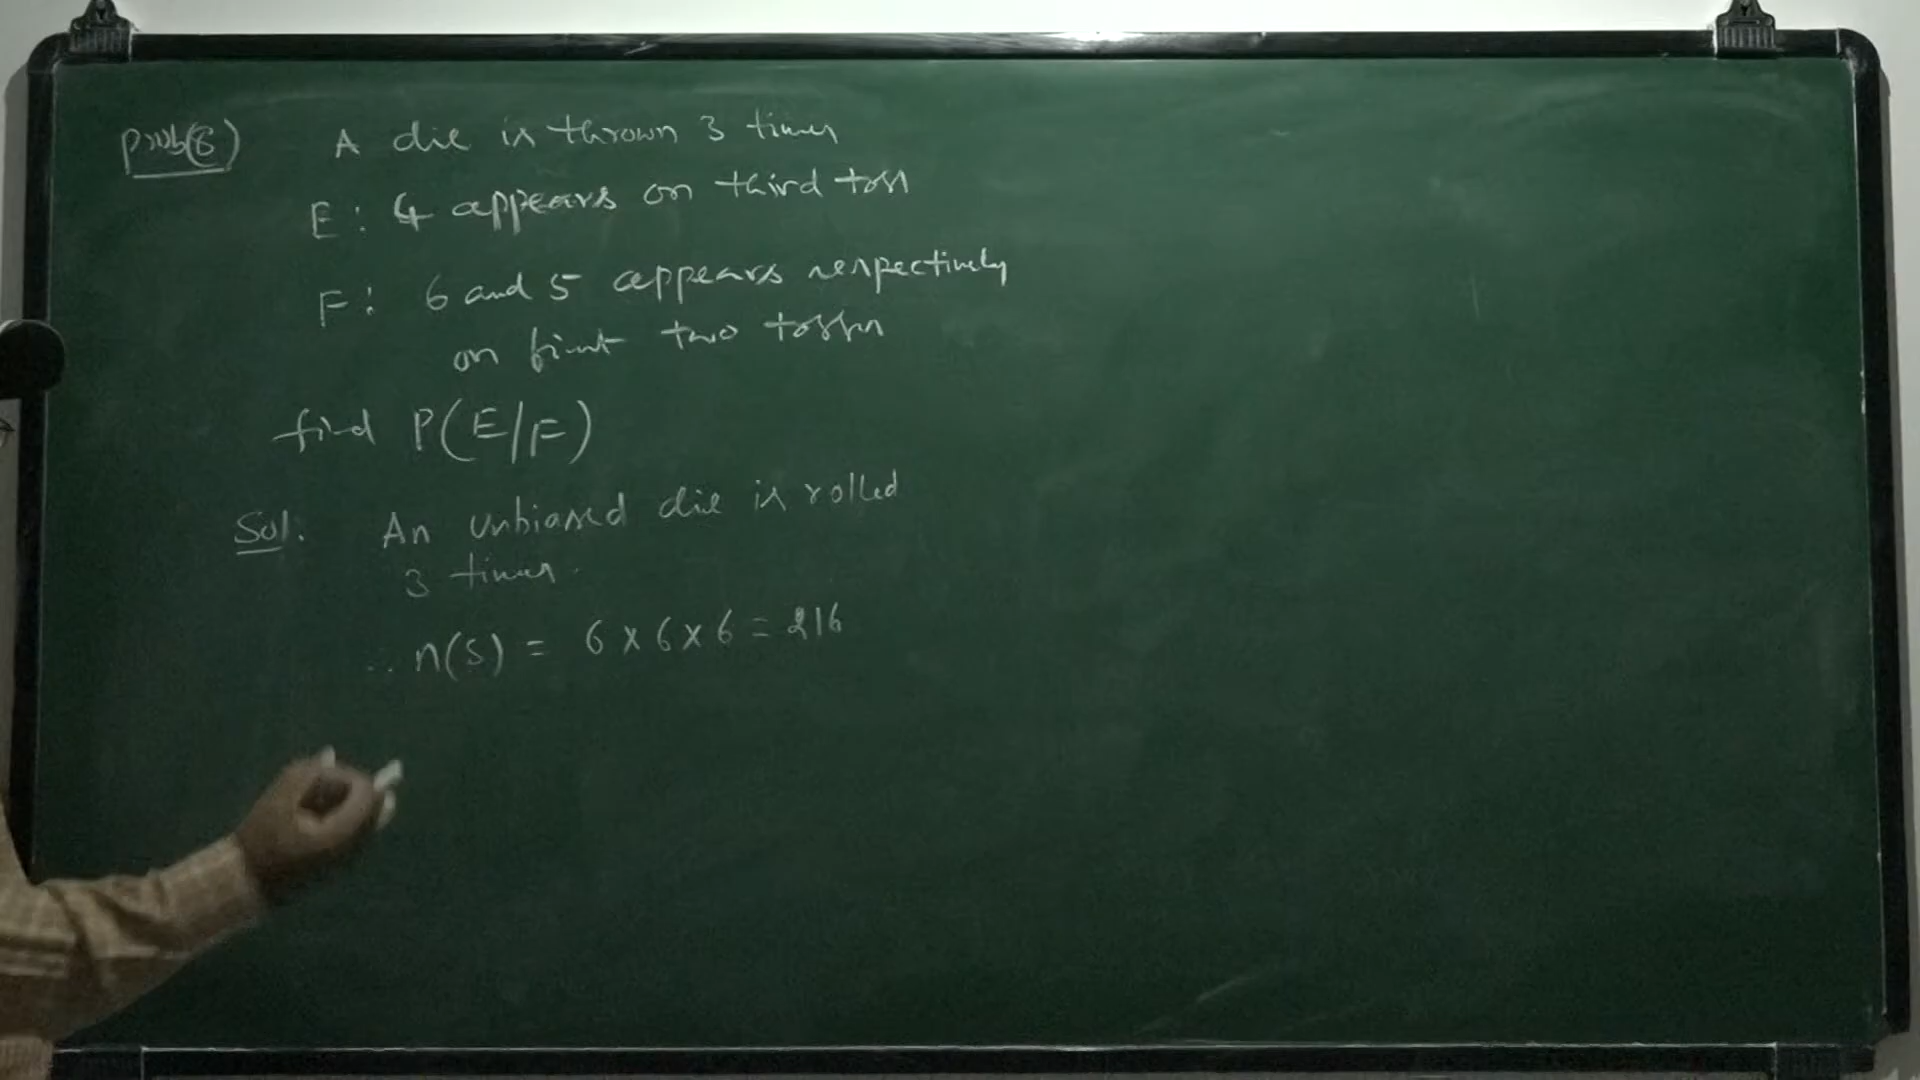 Prob(8) A die is thrown 3 times
E: 4 appears on third toss
F: 6 and 5 appears respectively
on first two tosses
find P(E/F)
Sol. An unbiased die is rolled
3 times.
∴ n(S) = 6 × 6 × 6 = 216